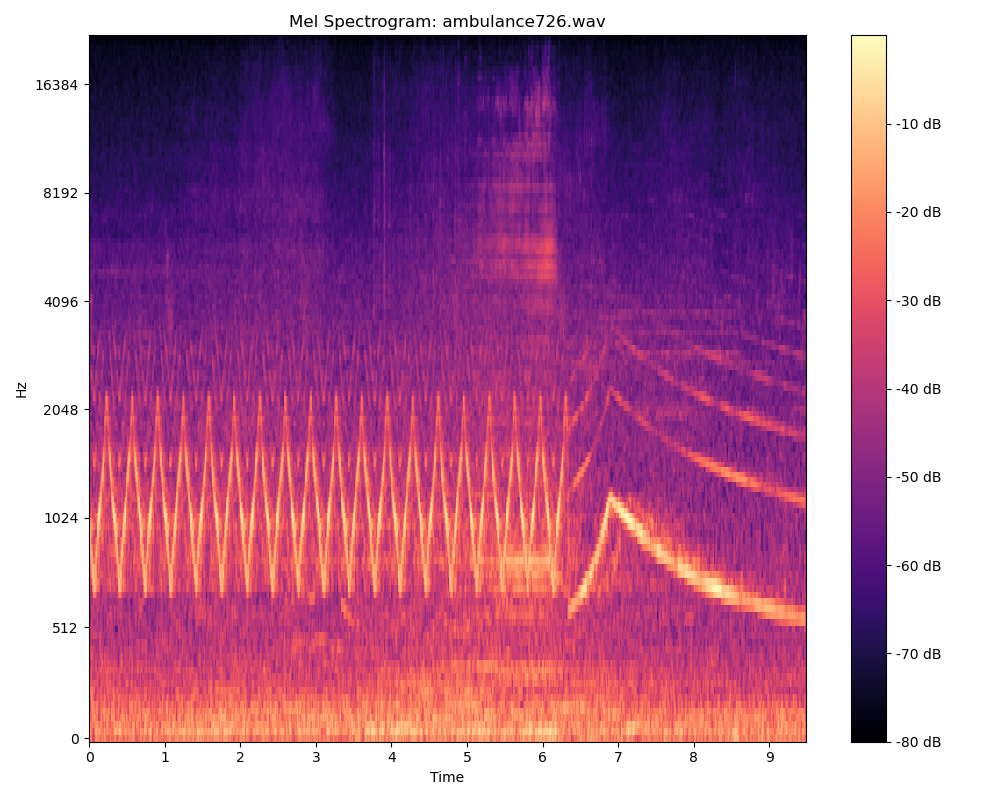 Mel Spectrogram: ambulance726.wav
16384
8192
4096
2048
1024
512
0
Hz
0 1 2 3 4 5 6 7 8 9
Time
-10 dB
-20 dB
-30 dB
-40 dB
-50 dB
-60 dB
-70 dB
-80 dB